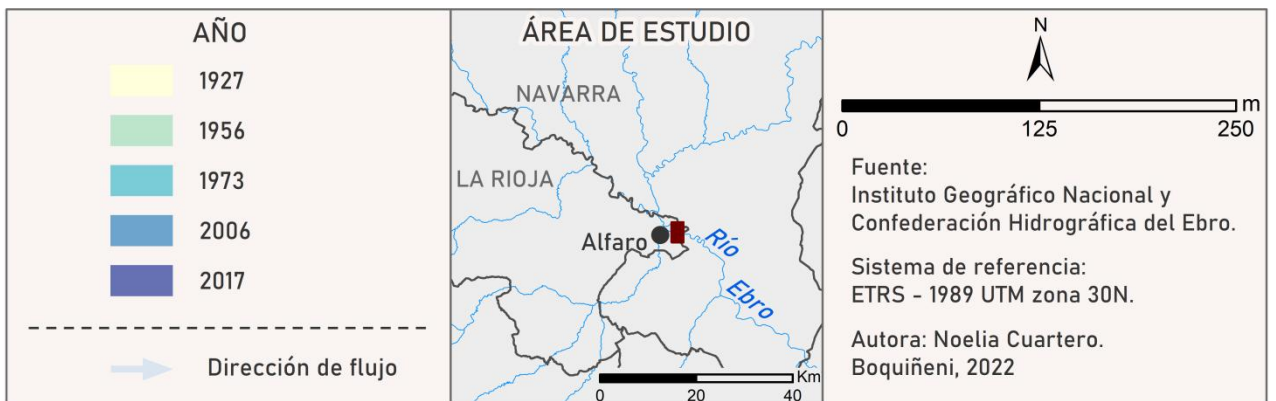 AÑO
1927
1956
1973
2006
2017
Dirección de flujo
ÁREA DE ESTUDIO
NAVARRA
LA RIOJA
Alfaro
Río
Ebro
Km
0 20 40
N
m
0 125 250
Fuente:
Instituto Geográfico Nacional y
Confederación Hidrográfica del Ebro.
Sistema de referencia:
ETRS - 1989 UTM zona 30N.
Autora: Noelia Cuartero.
Boquiñeni, 2022